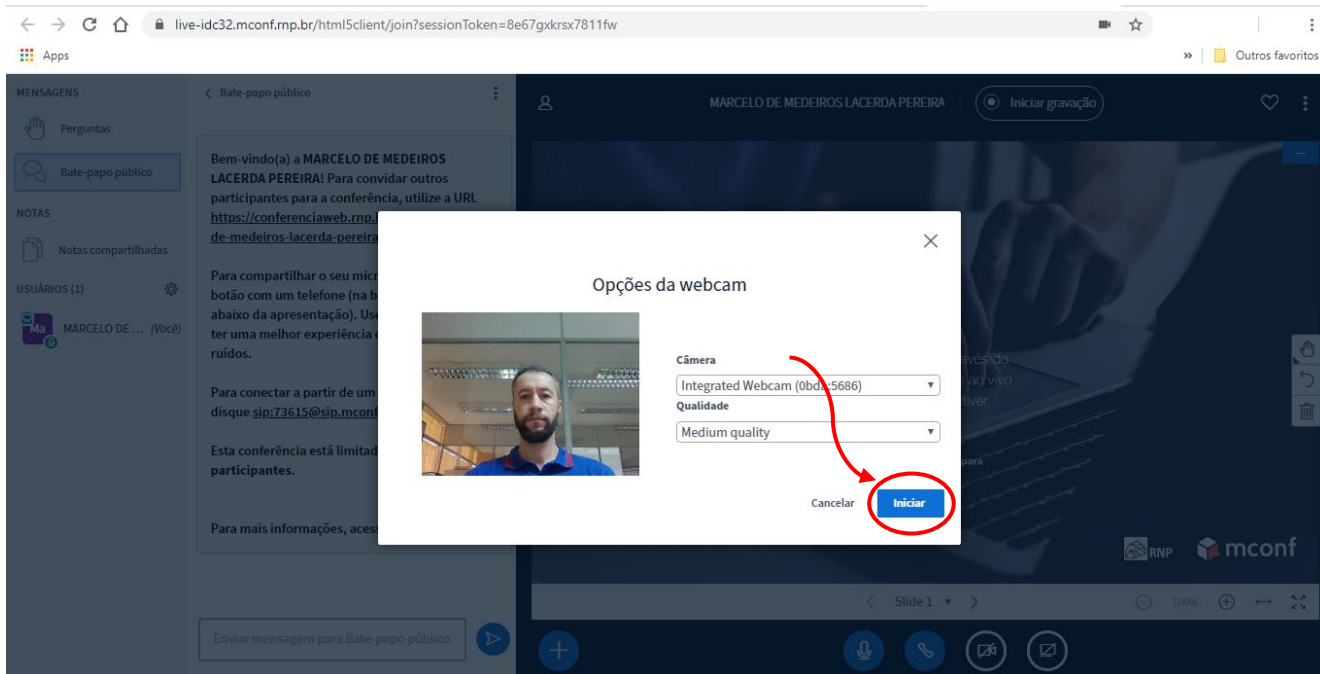 live-idc32.mconf.rnp.br/html5client/join?sessionToken=8e67gxkrsx7811fw
Apps
»
Outros favoritos
MENSAGENS
Perguntas
Bate-papo público
NOTAS
Notas compartilhadas
USUÁRIOS (1)
Ma
MARCELO DE ... (Você)
Bate-papo público
Bem-vindo(a) a MARCELO DE MEDEIROS
LACERDA PEREIRA! Para convidar outros
participantes para a conferência, utilize a URL
https://conferenciaweb.rnp.
de-medeiros-lacerda-pereira
Para compartilhar o seu micr
botão com um telefone (na b
abaixo da apresentação). Use
ter uma melhor experiência
ruídos.
Para conectar a partir de um
disque sip:73615@sip.mconf
Esta conferência está limitad
participantes.
Para mais informações, aces
Enviar mensagem para Bate-papo público
MARCELO DE MEDEIROS LACERDA PEREIRA
Iniciar gravação
Opções da webcam
Câmera
Integrated Webcam (0bda:5686)
Qualidade
Medium quality
Cancelar
Iniciar
do
ao vivo
tiver.
para
RNP
mconf
Slide 1
100%